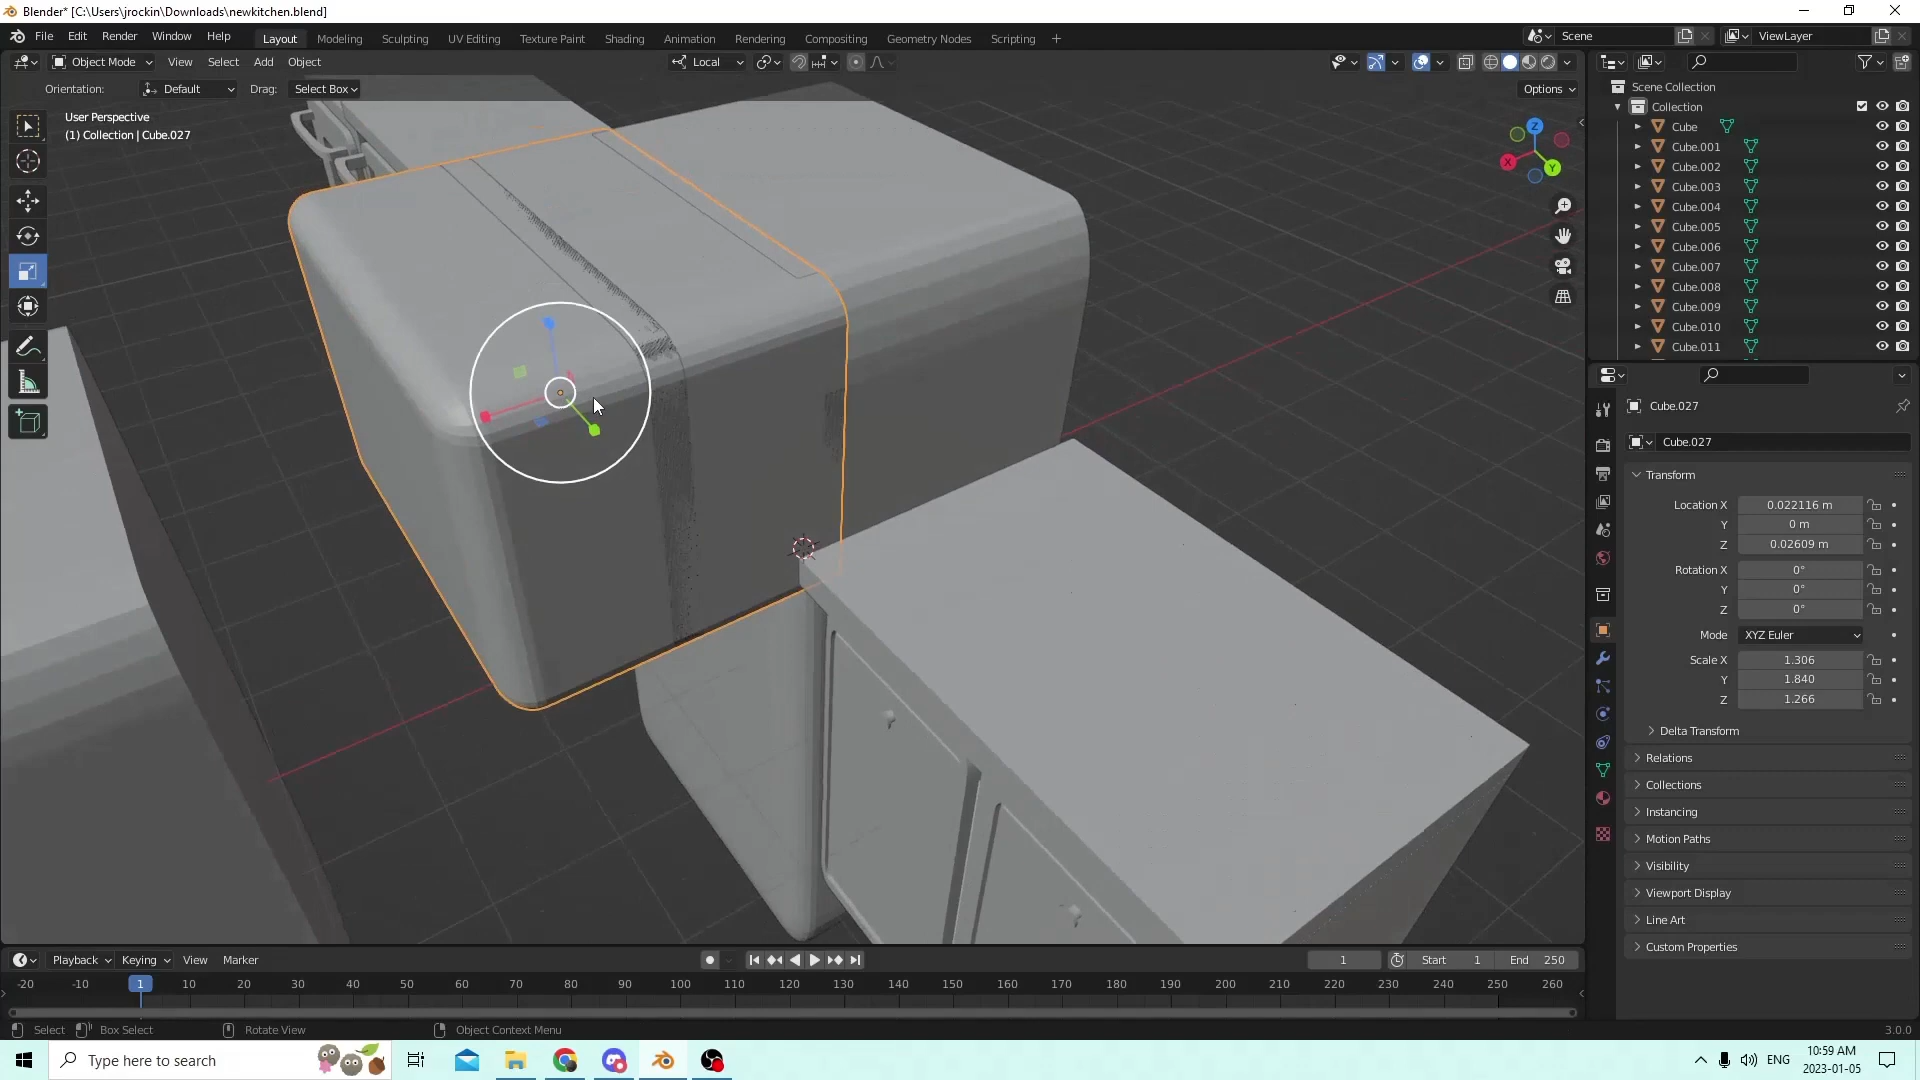 Blender* [C:\Users\jrockin\Downloads\newkitchen.blend]
File Edit Render Window Help Layout Modeling Sculpting UV Editing Texture Paint Shading Animation Rendering Compositing Geometry Nodes Scripting + Scene ViewLayer
Object Mode View Select Add Object Local
Orientation: Default Drag: Select Box Options
User Perspective
(1) Collection | Cube.027
Z
X
Y
Scene Collection
Collection
Cube
Cube.001
Cube.002
Cube.003
Cube.004
Cube.005
Cube.006
Cube.007
Cube.008
Cube.009
Cube.010
Cube.011
Cube.027
Cube.027
Transform
Location X 0.022116 m
Y 0 m
Z 0.02609 m
Rotation X 0°
Y 0°
Z 0°
Mode XYZ Euler
Scale X 1.306
Y 1.840
Z 1.266
Delta Transform
Relations
Collections
Instancing
Motion Paths
Visibility
Viewport Display
Line Art
Custom Properties
Playback Keying View Marker 1 Start 1 End 250
-20 -10 1 10 20 30 40 50 60 70 80 90 100 110 120 130 140 150 160 170 180 190 200 210 220 230 240 250 260
Select Box Select Rotate View Object Context Menu 3.0.0
Type here to search ENG 10:59 AM
2023-01-05